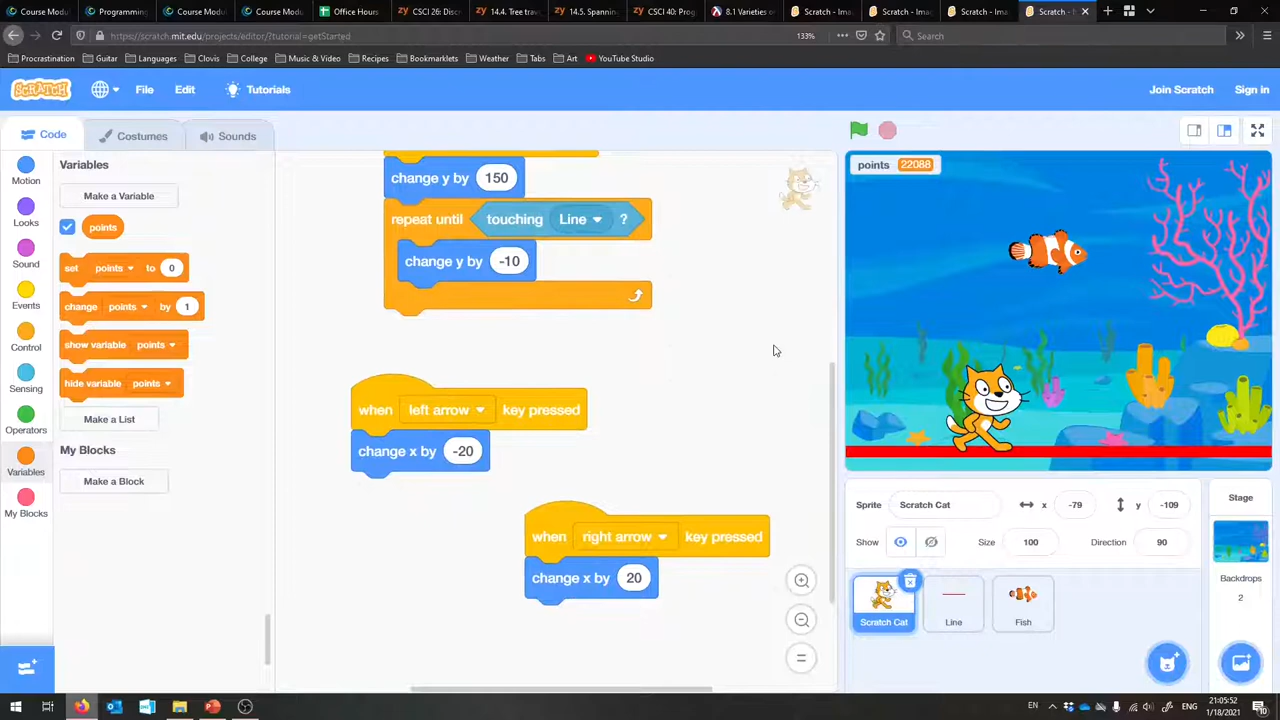 Course Modu
Programming
Course Modu
Course Modu
Office Hours
CSCI 26: Disc
14.4. Tree trav
14.5. Spanning
CSCI 40: Prog
8.1 Varieties o
Scratch - Ima
Scratch - Ima
Scratch - Ima
Scratch - I
https://scratch.mit.edu/projects/editor/?tutorial=getStarted
133%
Search
Procrastination
Guitar
Languages
Clovis
College
Music & Video
Recipes
Bookmarklets
Weather
Tabs
Art
YouTube Studio
SCRATCH
File
Edit
Tutorials
Join Scratch
Sign in
Code
Costumes
Sounds
Motion
Looks
Sound
Events
Control
Sensing
Operators
Variables
My Blocks
Variables
Make a Variable
points
set points to 0
change points by 1
show variable points
hide variable points
Make a List
My Blocks
Make a Block
change y by 150
repeat until touching Line ?
change y by -10
when left arrow key pressed
change x by -20
when right arrow key pressed
change x by 20
points 22088
Sprite Scratch Cat x -79 y -109
Show Size 100 Direction 90
Scratch Cat
Line
Fish
Stage
Backdrops
2
EN
21:05:52
1/18/2021